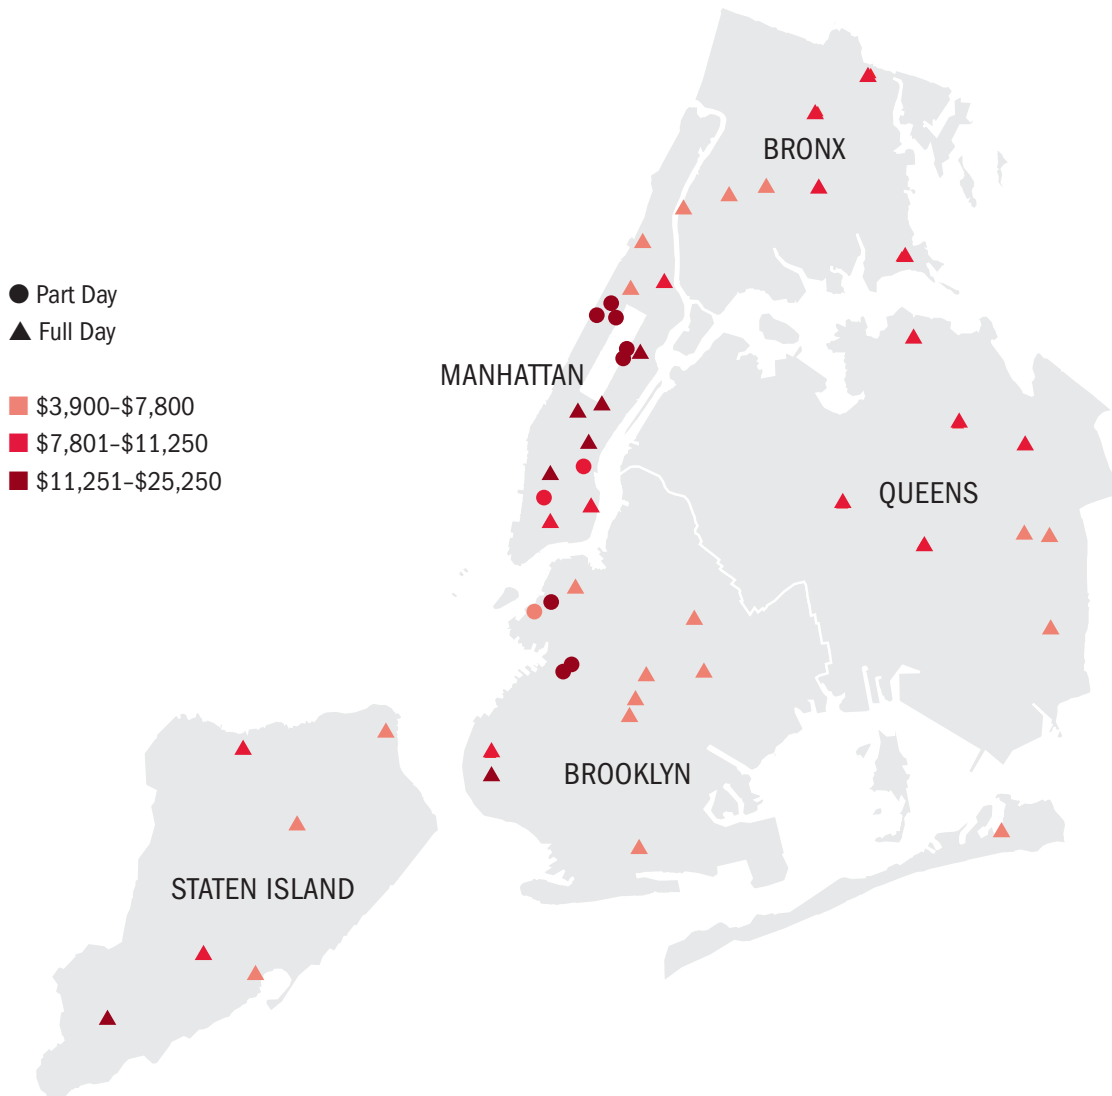 BRONX
Part Day
Full Day
MANHATTAN
$3,900–$7,800
$7,801–$11,250
$11,251–$25,250
QUEENS
BROOKLYN
STATEN ISLAND